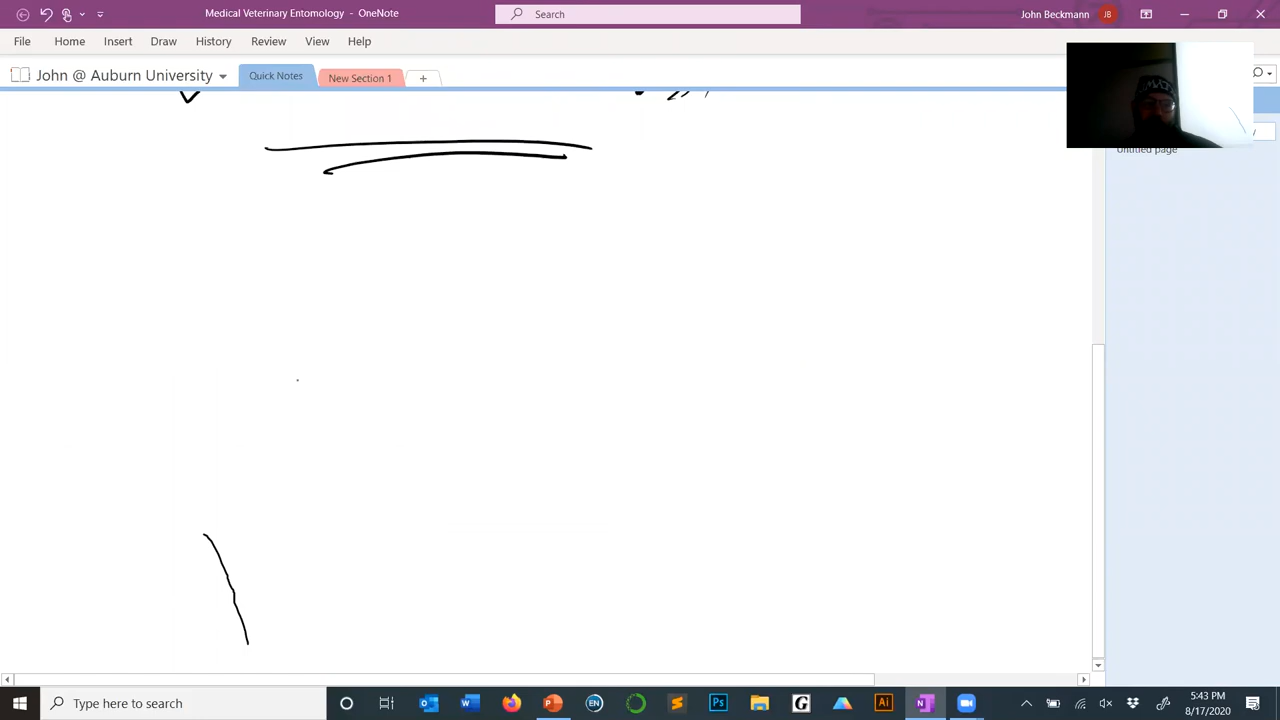 Medical Veterinary Entomology - OneNote
Search
John Beckmann
JB
File
Home
Insert
Draw
History
Review
View
Help
John @ Auburn University
Quick Notes
New Section 1
+
Untitled page
Type here to search
5:43 PM
8/17/2020